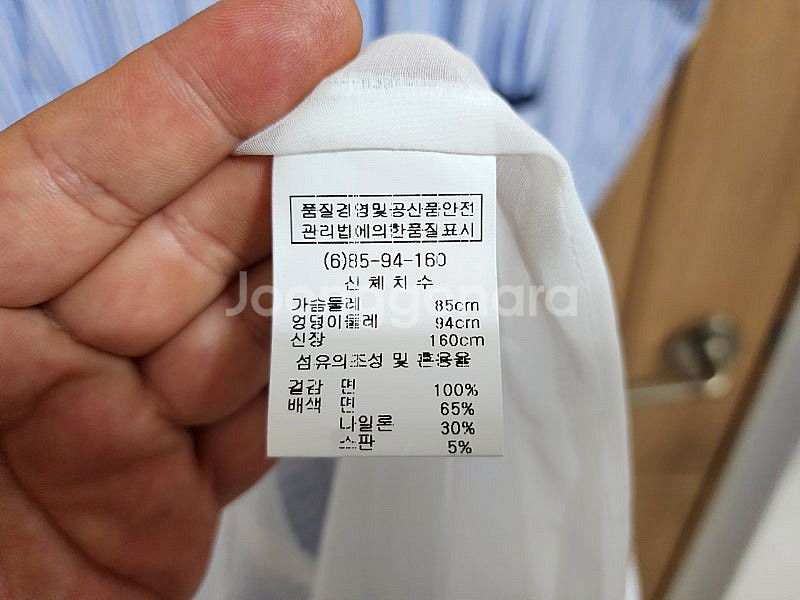 품질경영및공산품안전
관리법에의한품질표시
(6)85-94-160
신체치수
가슴둘레 85cm
엉덩이둘레 94cm
신장 160cm
섬유의조성 및 혼용율
겉감 면 100%
배색 면 65%
나일론 30%
스판 5%
Joonggonara